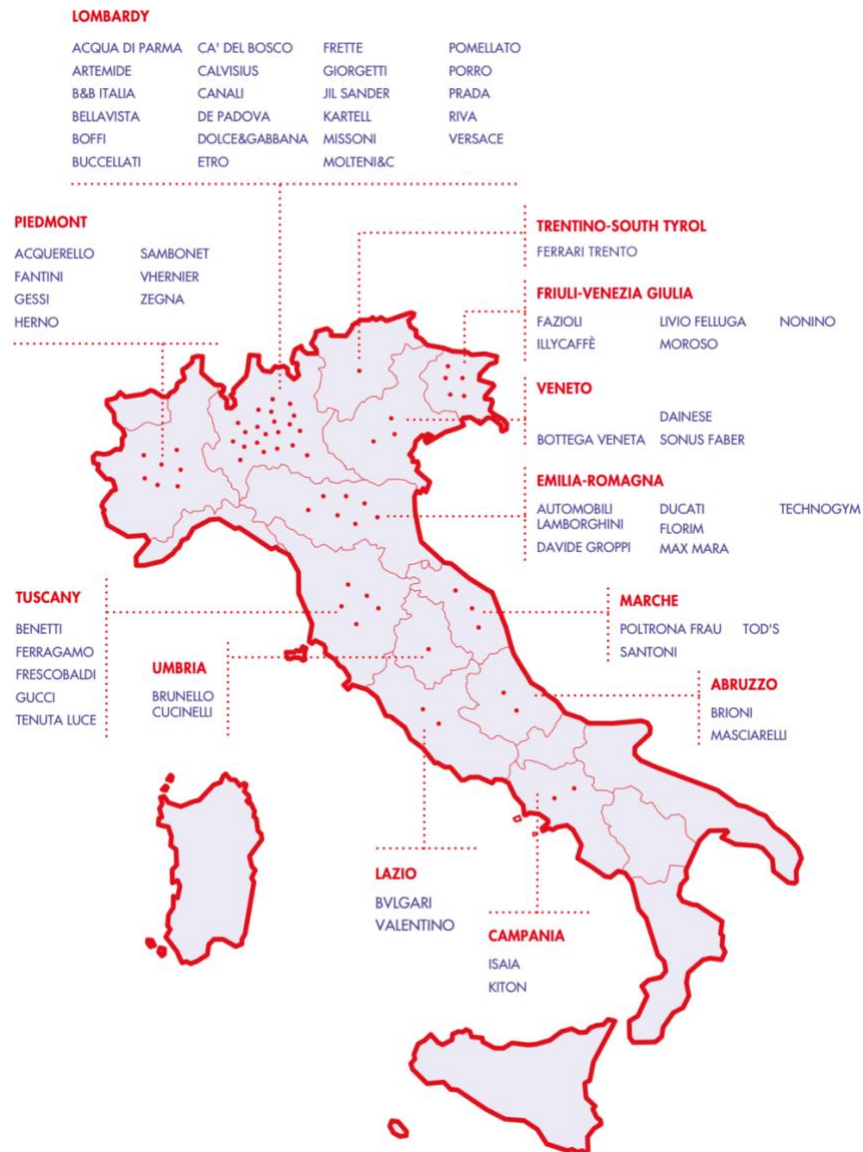 LOMBARDY
ACQUA DI PARMA CA' DEL BOSCO FRETTE POMELLATO
ARTEMIDE CALVISIUS GIORGETTI PORRO
B&B ITALIA CANALI JIL SANDER PRADA
BELLAVISTA DE PADOVA KARTELL RIVA
BOFFI DOLCE&GABBANA MISSONI VERSACE
BUCCELLATI ETRO MOLTENI&C
PIEDMONT
ACQUERELLO SAMBONET
FANTINI VHERNIER
GESSI ZEGNA
HERNO
TRENTINO-SOUTH TYROL
FERRARI TRENTO
FRIULI-VENEZIA GIULIA
FAZIOLI LIVIO FELLUGA NONINO
ILLYCAFFÈ MOROSO
VENETO
DAINESE
BOTTEGA VENETA SONUS FABER
EMILIA-ROMAGNA
AUTOMOBILI DUCATI TECHNOGYM
LAMBORGHINI FLORIM
DAVIDE GROPPI MAX MARA
TUSCANY
BENETTI
FERRAGAMO
FRESCOBALDI
GUCCI
TENUTA LUCE
UMBRIA
BRUNELLO
CUCINELLI
MARCHE
POLTRONA FRAU TOD'S
SANTONI
ABRUZZO
BRIONI
MASCIARELLI
LAZIO
BVLGARI
VALENTINO
CAMPANIA
ISAIA
KITON